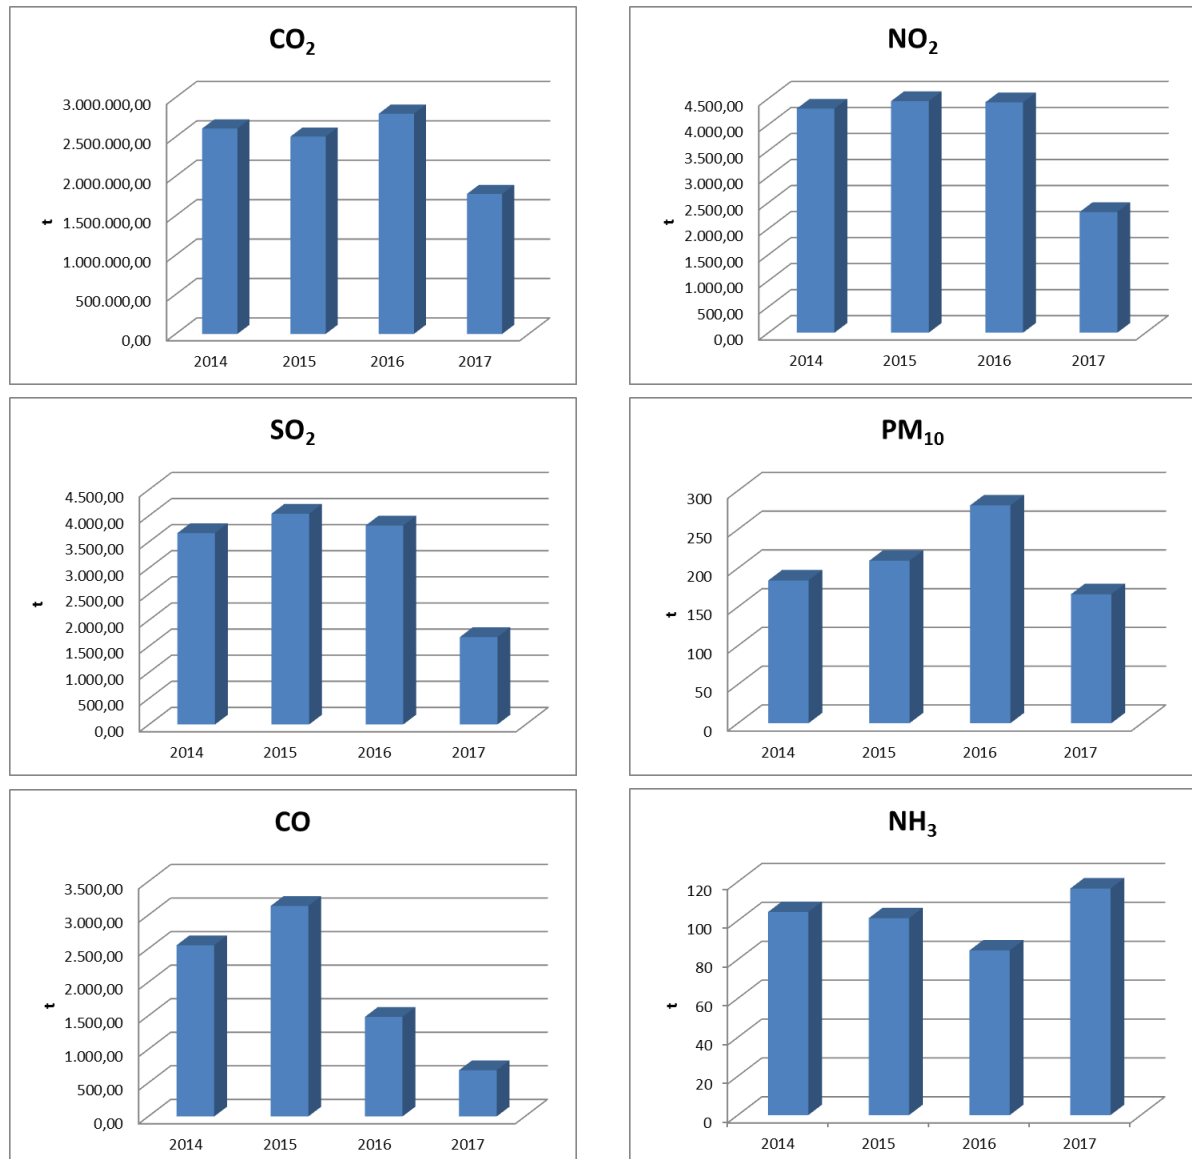 CO₂
3.000.000,00
2.500.000,00
2.000.000,00
1.500.000,00
1.000.000,00
500.000,00
0,00
t
2014 2015 2016 2017
NO₂
4.500,00
4.000,00
3.500,00
3.000,00
2.500,00
2.000,00
1.500,00
1.000,00
500,00
0,00
t
2014 2015 2016 2017
SO₂
4.500,00
4.000,00
3.500,00
3.000,00
2.500,00
2.000,00
1.500,00
1.000,00
500,00
0,00
t
2014 2015 2016 2017
PM₁₀
300
250
200
150
100
50
0
t
2014 2015 2016 2017
CO
3.500,00
3.000,00
2.500,00
2.000,00
1.500,00
1.000,00
500,00
0,00
t
2014 2015 2016 2017
NH₃
120
100
80
60
40
20
0
t
2014 2015 2016 2017